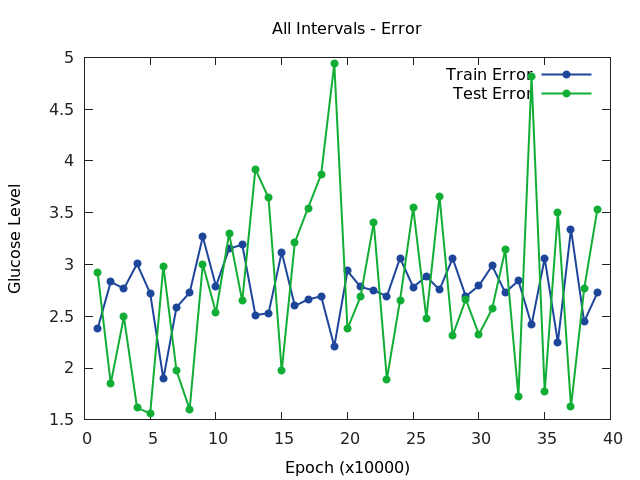 All Intervals - Error
5
4.5
4
3.5
3
2.5
2
1.5
0 5 10 15 20 25 30 35 40
Glucose Level
Epoch (x10000)
Train Error
Test Error